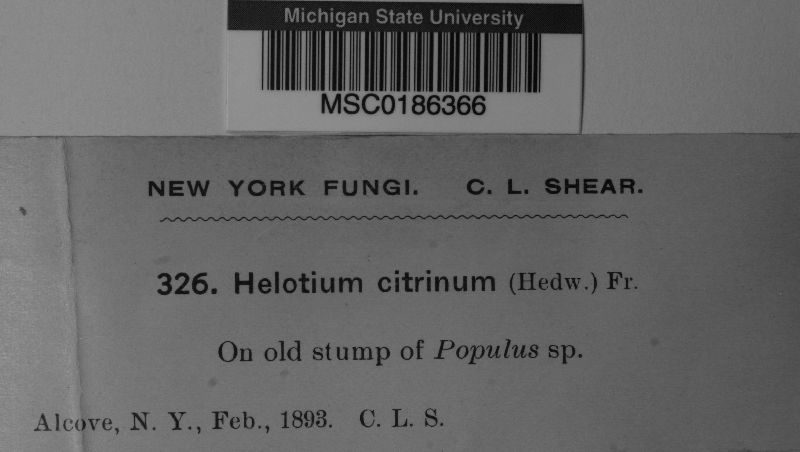 Michigan State University
MSC0186366
NEW YORK FUNGI. C. L. SHEAR.
326. Helotium citrinum (Hedw.) Fr.
On old stump of Populus sp.
Alcove, N. Y., Feb., 1893. C. L. S.